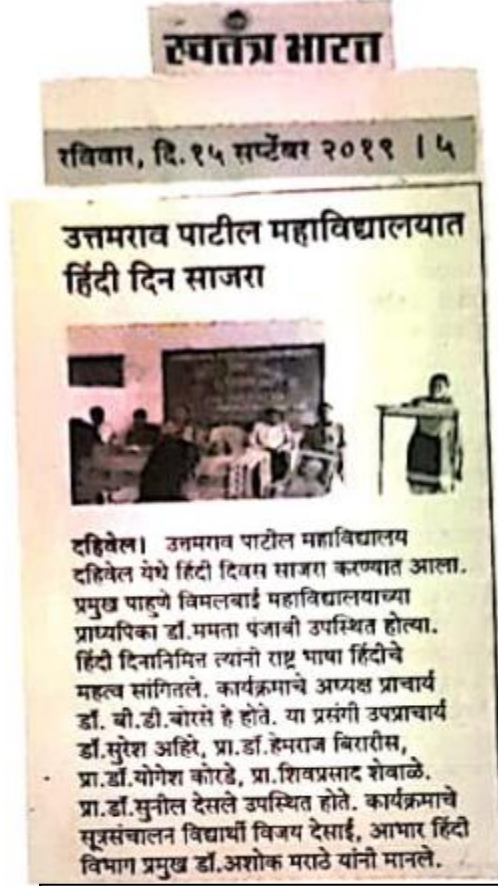 स्वतंत्र भारत
रविवार, दि.१५ सप्टेंबर २०१९ । ५
उत्तमराव पाटील महाविद्यालयात
हिंदी दिन साजरा
दहिवेल। उत्तमराव पाटील महाविद्यालय
दहिवेल येथे हिंदी दिवस साजरा करण्यात आला.
प्रमुख पाहुणे विमलबाई महाविद्यालयाच्या
प्राध्यपिका डॉ.ममता पंजाबी उपस्थित होत्या.
हिंदी दिनानिमित्त त्यांनी राष्ट्र भाषा हिंदीचे
महत्व सांगितले. कार्यक्रमाचे अध्यक्ष प्राचार्य
डॉ. बी.डी.बोरसे हे होते. या प्रसंगी उपप्राचार्य
डॉ.सुरेश अहिरे, प्रा.डॉ.हेमराज बिरारीस,
प्रा.डॉ.योगेश कोरडे, प्रा.शिवप्रसाद शेवाळे.
प्रा.डॉ.सुनील देसले उपस्थित होते. कार्यक्रमाचे
सूत्रसंचालन विद्यार्थी विजय देसाई, आभार हिंदी
विभाग प्रमुख डॉ.अशोक मराठे यांनी मानले.